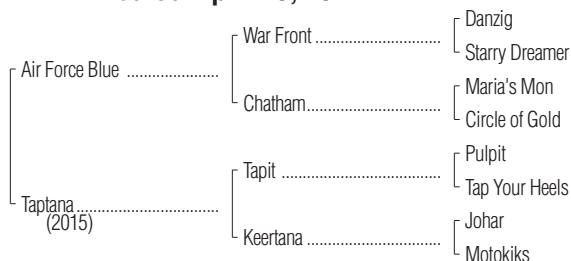 War Front
Danzig
Starry Dreamer
Air Force Blue
Chatham
Maria's Mon
Circle of Gold
Tapit
Pulpit
Tap Your Heels
Taptana
(2015)
Keertana
Johar
Motokiks